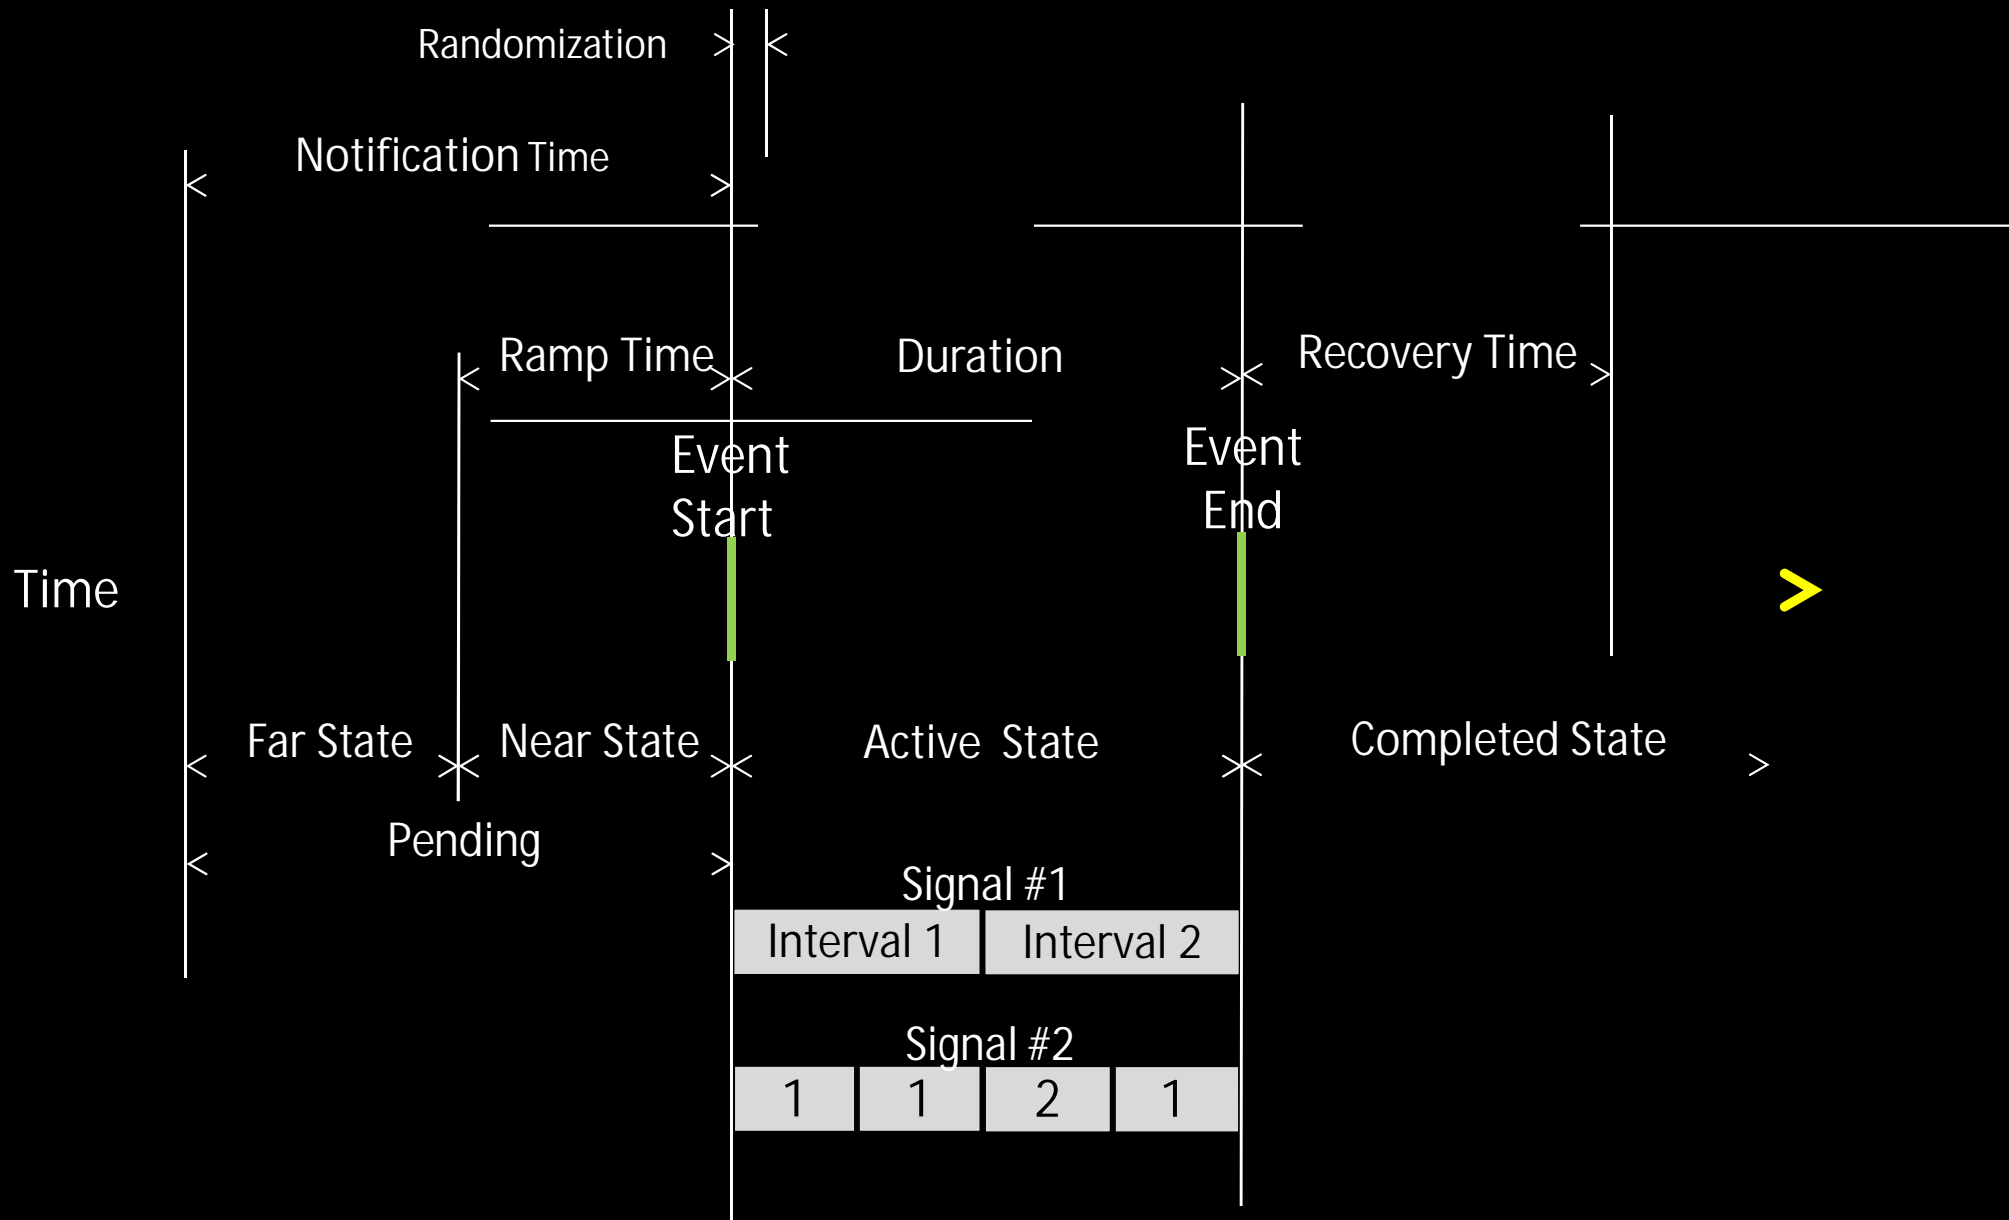 Randomization
Notification Time
Ramp Time
Duration
Recovery Time
Event
Start
Event
End
Time
Far State
Near State
Active State
Completed State
Pending
Signal #1
Interval 1
Interval 2
Signal #2
1
1
2
1